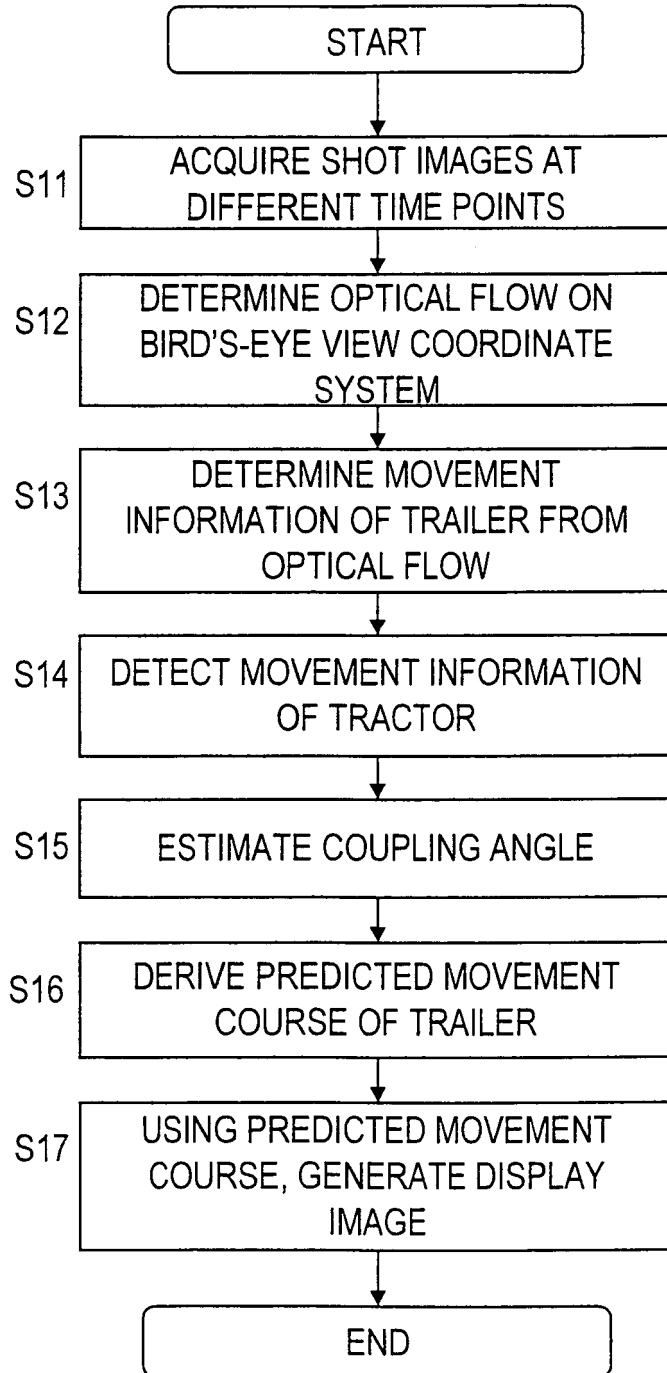 START
S11
ACQUIRE SHOT IMAGES AT
DIFFERENT TIME POINTS
S12
DETERMINE OPTICAL FLOW ON
BIRD'S-EYE VIEW COORDINATE
SYSTEM
S13
DETERMINE MOVEMENT
INFORMATION OF TRAILER FROM
OPTICAL FLOW
S14
DETECT MOVEMENT INFORMATION
OF TRACTOR
S15
ESTIMATE COUPLING ANGLE
S16
DERIVE PREDICTED MOVEMENT
COURSE OF TRAILER
S17
USING PREDICTED MOVEMENT
COURSE, GENERATE DISPLAY
IMAGE
END